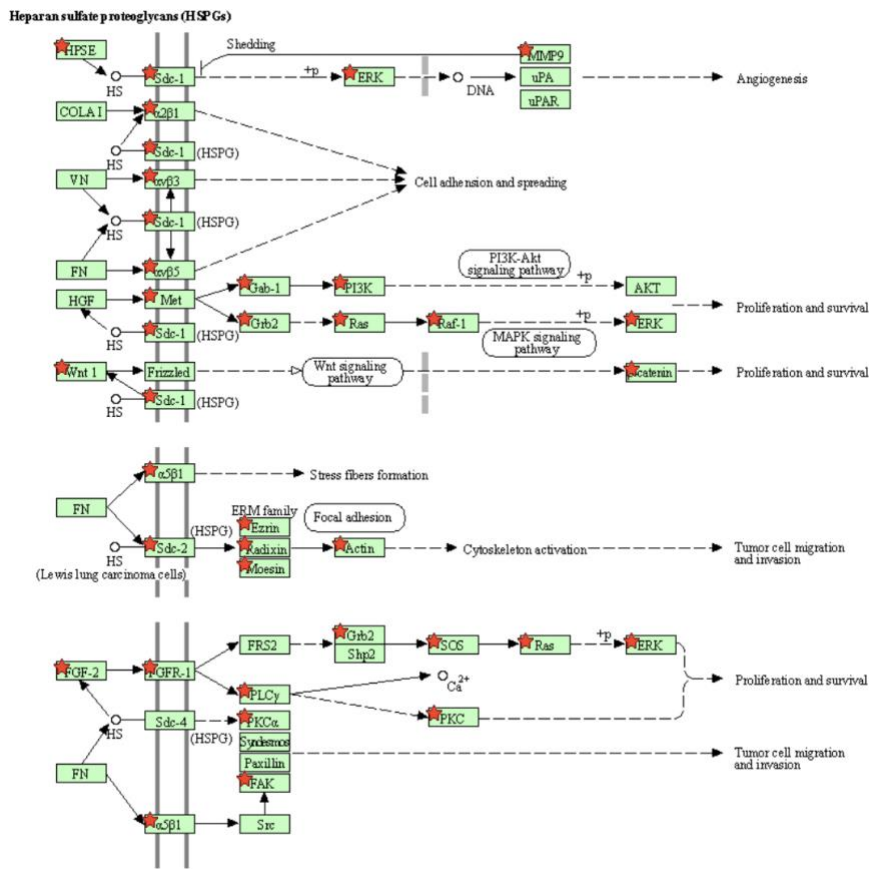 Heparan sulfate proteoglycans (HSPGs)
HPSE
Shedding
MMP9
HS
Sdc-1
+p
ERK
DNA
uPA
Angiogenesis
uPAR
COLA I
α2β1
HS
Sdc-1
(HSPG)
VN
αvβ3
Cell adhension and spreading
HS
Sdc-1
(HSPG)
FN
αvβ5
PI3K-Akt
signaling pathway
HGF
Met
Gab-1
PI3K
+p
AKT
Proliferation and survival
HS
Sdc-1
(HSPG)
Grb2
Ras
Raf-1
+p
ERK
MAPK signaling
pathway
Wnt 1
Frizzled
Wnt signaling
pathway
β-catenin
Proliferation and survival
HS
Sdc-1
(HSPG)
α5β1
Stress fibers formation
FN
ERM family
Ezrin
Focal adhesion
(HSPG)
HS
Sdc-2
Radixin
Actin
Cytoskeleton activation
Tumor cell migration
and invasion
Moesin
(Lewis lung carcinoma cells)
FRS2
Grb2
Shp2
SOS
Ras
+p
ERK
FGF-2
FGFR-1
Ca2+
Proliferation and survival
PLCγ
PKC
HS
Sdc-4
(HSPG)
PKCα
Syndesmos
Paxillin
FAK
Tumor cell migration
and invasion
FN
α5β1
Src